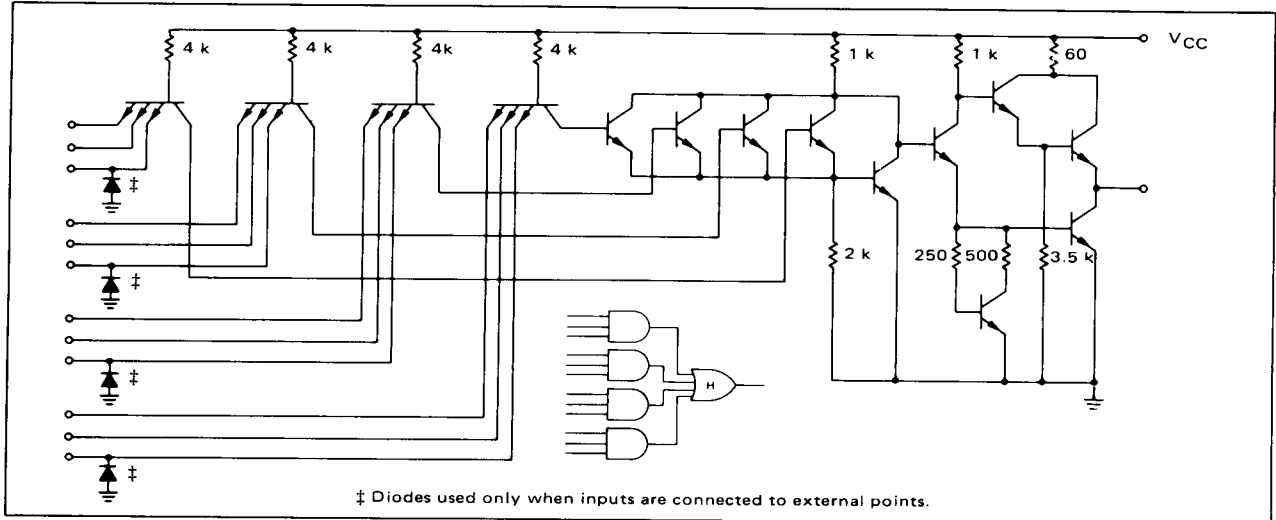 4 k
4 k
4k
4 k
1 k
1 k
60
VCC
‡
‡
2 k
250
500
3.5 k
‡
H
‡
‡ Diodes used only when inputs are connected to external points.